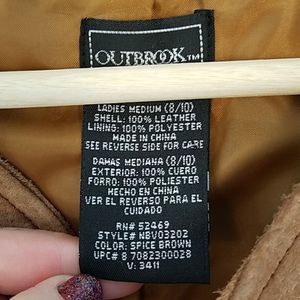 OUTBROOK™
LADIES MEDIUM (8/10)
SHELL: 100% LEATHER
LINING: 100% POLYESTER
MADE IN CHINA
SEE REVERSE SIDE FOR CARE
DAMAS MEDIANA (8/10)
EXTERIOR: 100% CUERO
FORRO: 100% POLIESTER
HECHO EN CHINA
VER EL REVERSO PARA EL
CUIDADO
RN# 52469
STYLE# NBV03202
COLOR: SPICE BROWN
UPC# 8 7082300028
V: 3411